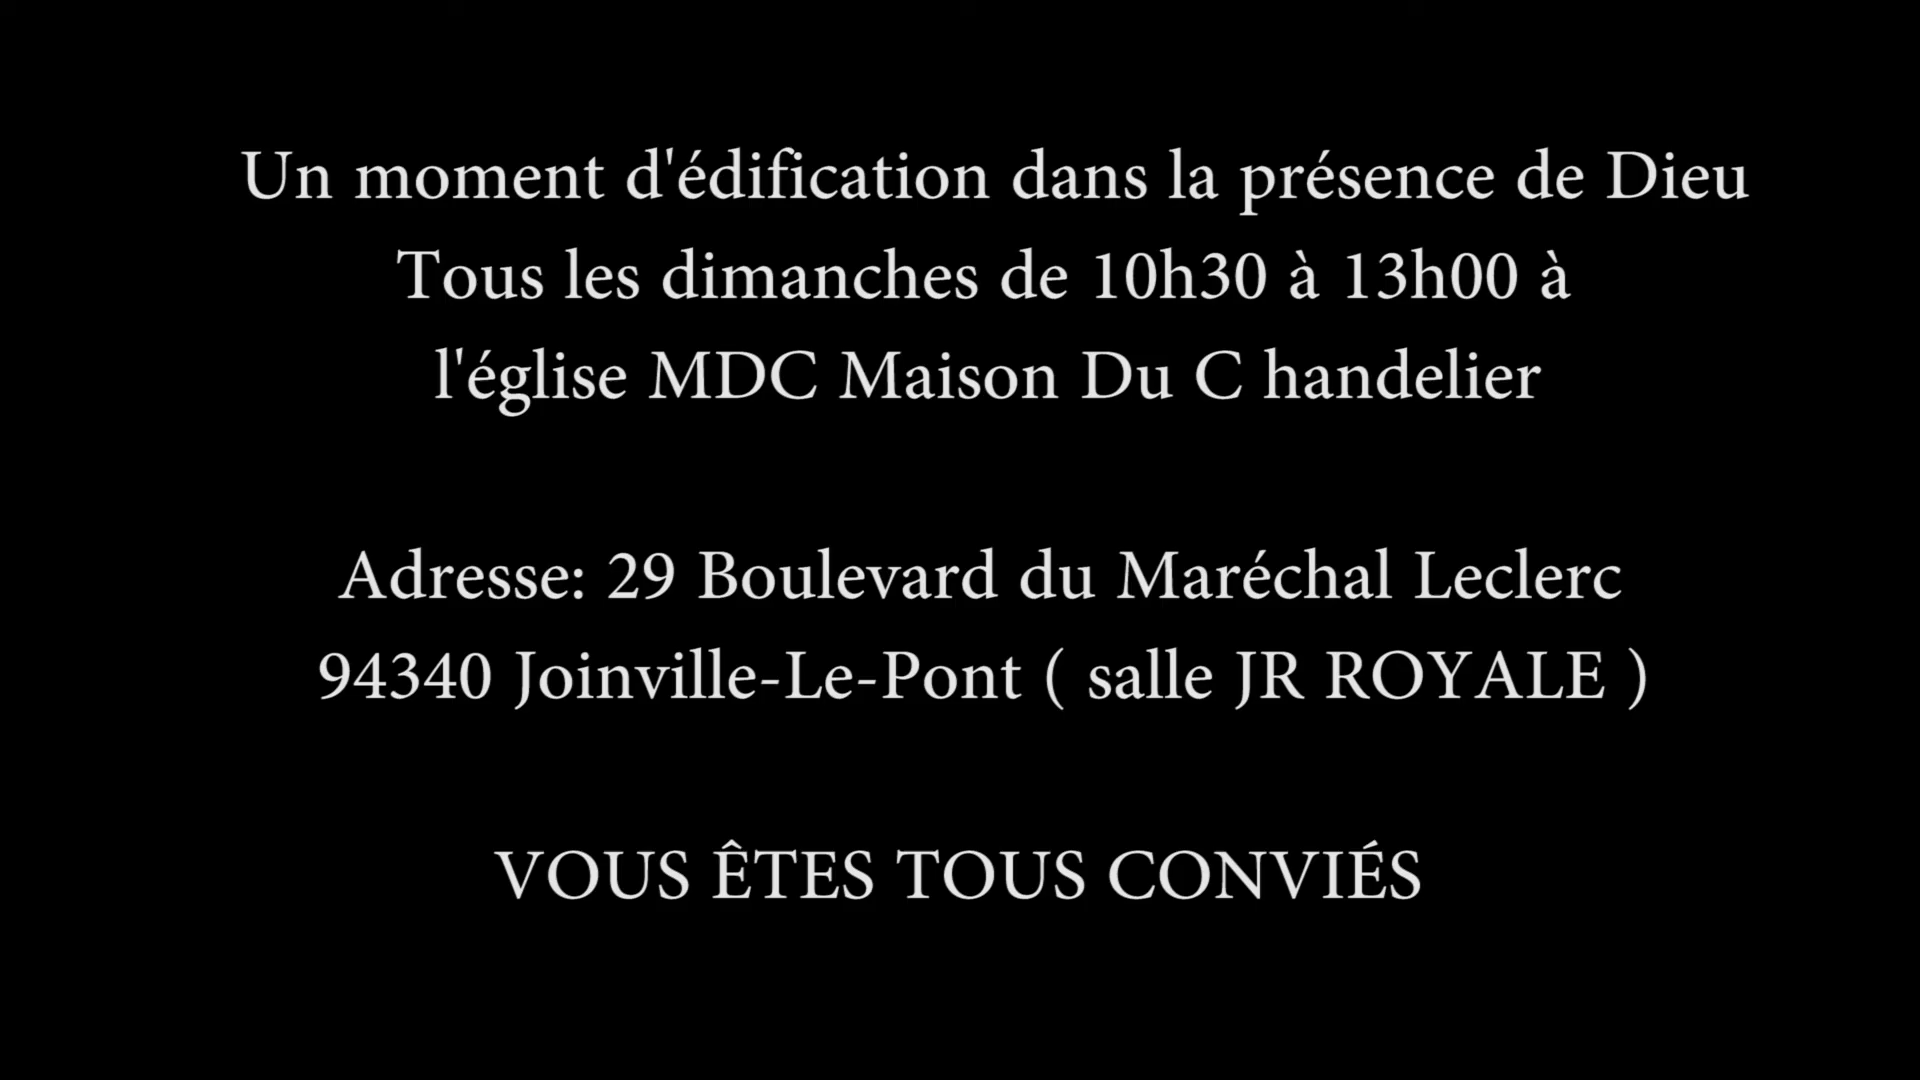 Un moment d'édification dans la présence de Dieu
Tous les dimanches de 10h30 à 13h00 à
l'église MDC Maison Du C handelier
Adresse: 29 Boulevard du Maréchal Leclerc
94340 Joinville-Le-Pont ( salle JR ROYALE )
VOUS ÊTES TOUS CONVIÉS